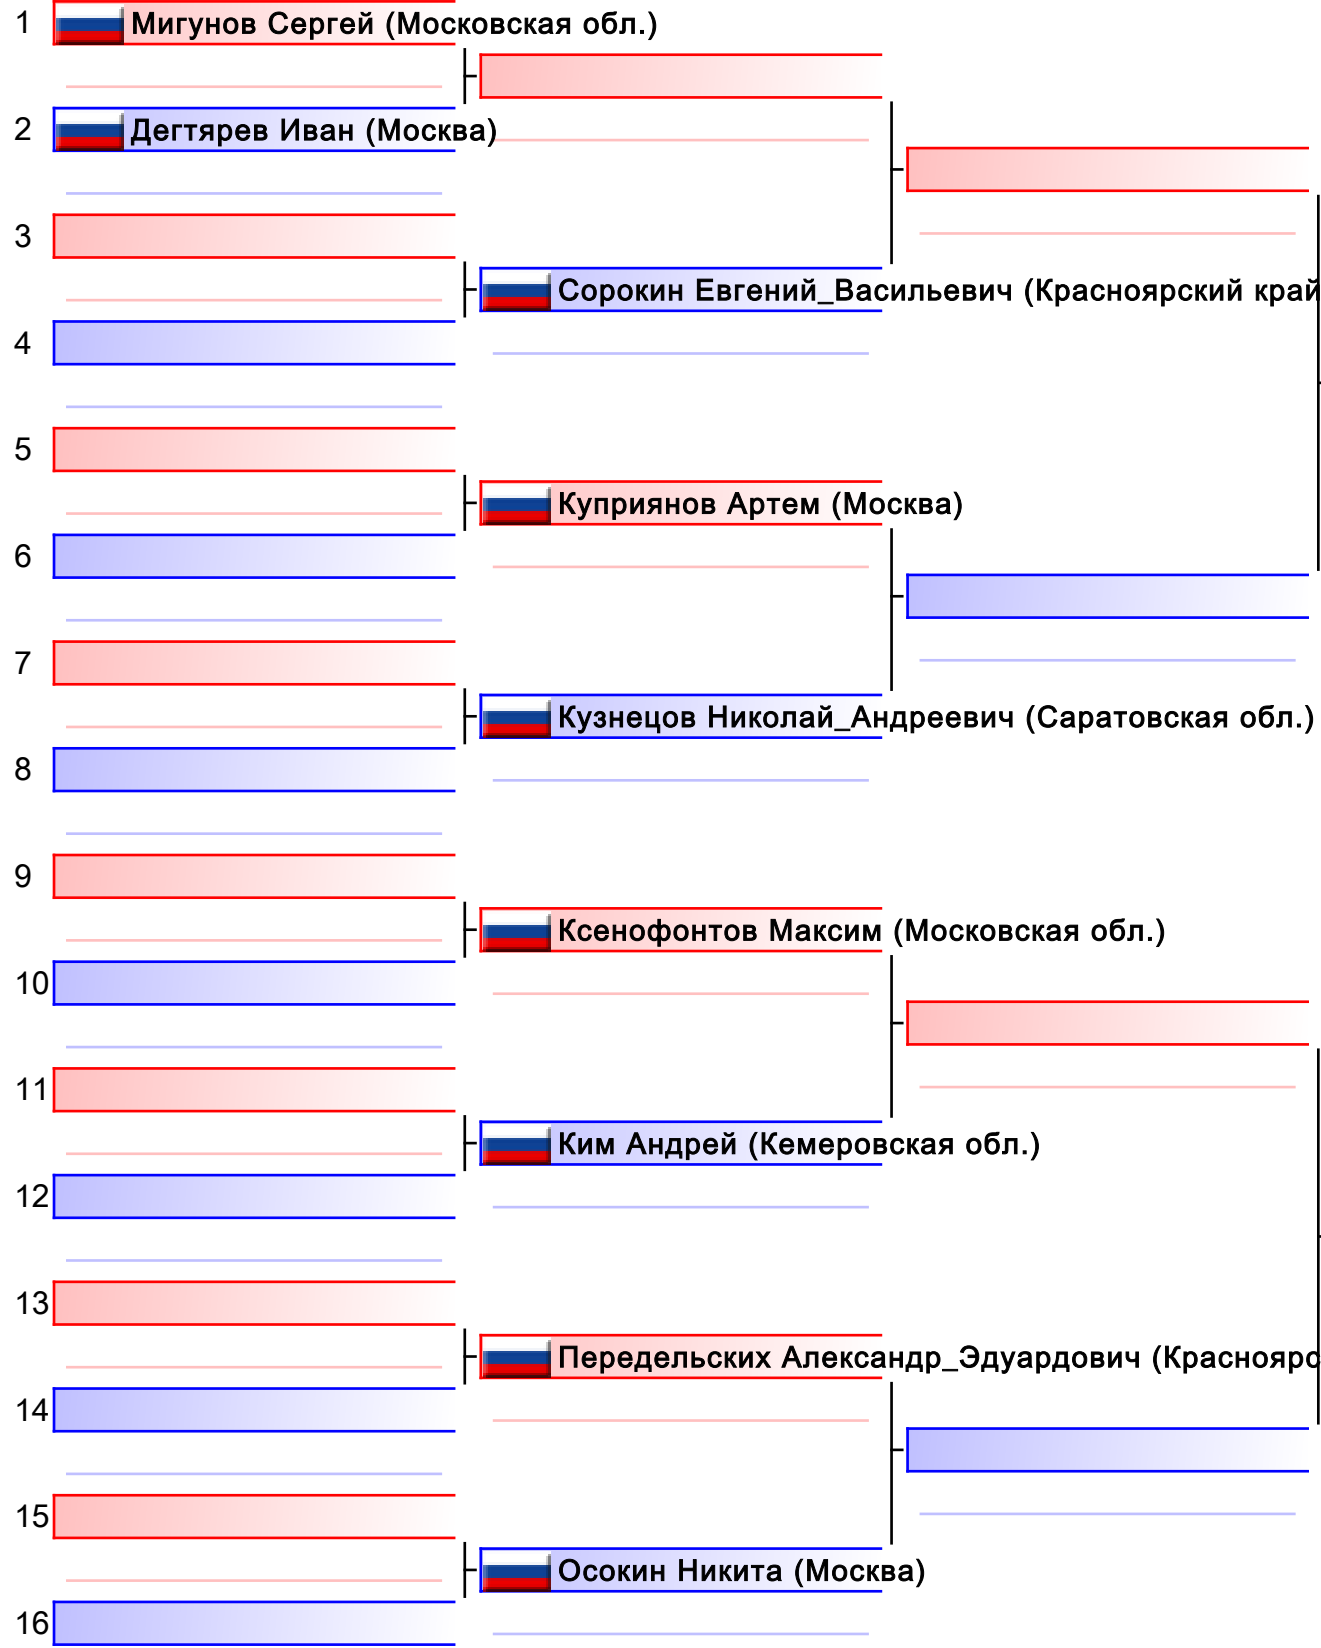 1 Мигунов Сергей (Московская обл.)
2 Дегтярев Иван (Москва)
3
Сорокин Евгений_Васильевич (Красноярский край
4
5
Куприянов Артем (Москва)
6
7
Кузнецов Николай_Андреевич (Саратовская обл.)
8
9
Ксенофонтов Максим (Московская обл.)
10
11
Ким Андрей (Кемеровская обл.)
12
13
Передельских Александр_Эдуардович (Красноярс
14
15
Осокин Никита (Москва)
16